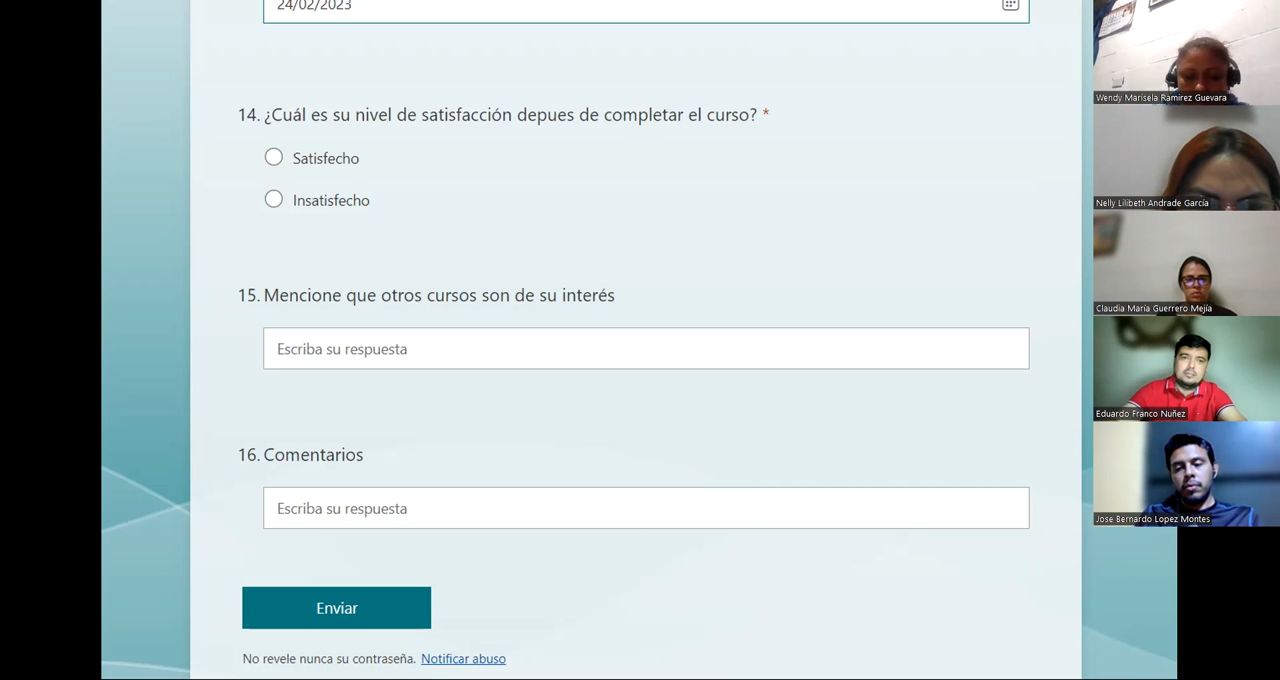 24/02/2023
14. ¿Cuál es su nivel de satisfacción depues de completar el curso? *
Satisfecho
Insatisfecho
15. Mencione que otros cursos son de su interés
Escriba su respuesta
16. Comentarios
Escriba su respuesta
Enviar
No revele nunca su contraseña. Notificar abuso
Wendy Marisela Ramirez Guevara
Nelly Lilibeth Andrade García
Claudia María Guerrero Mejía
Eduardo Franco Nuñez
Jose Bernardo Lopez Montes